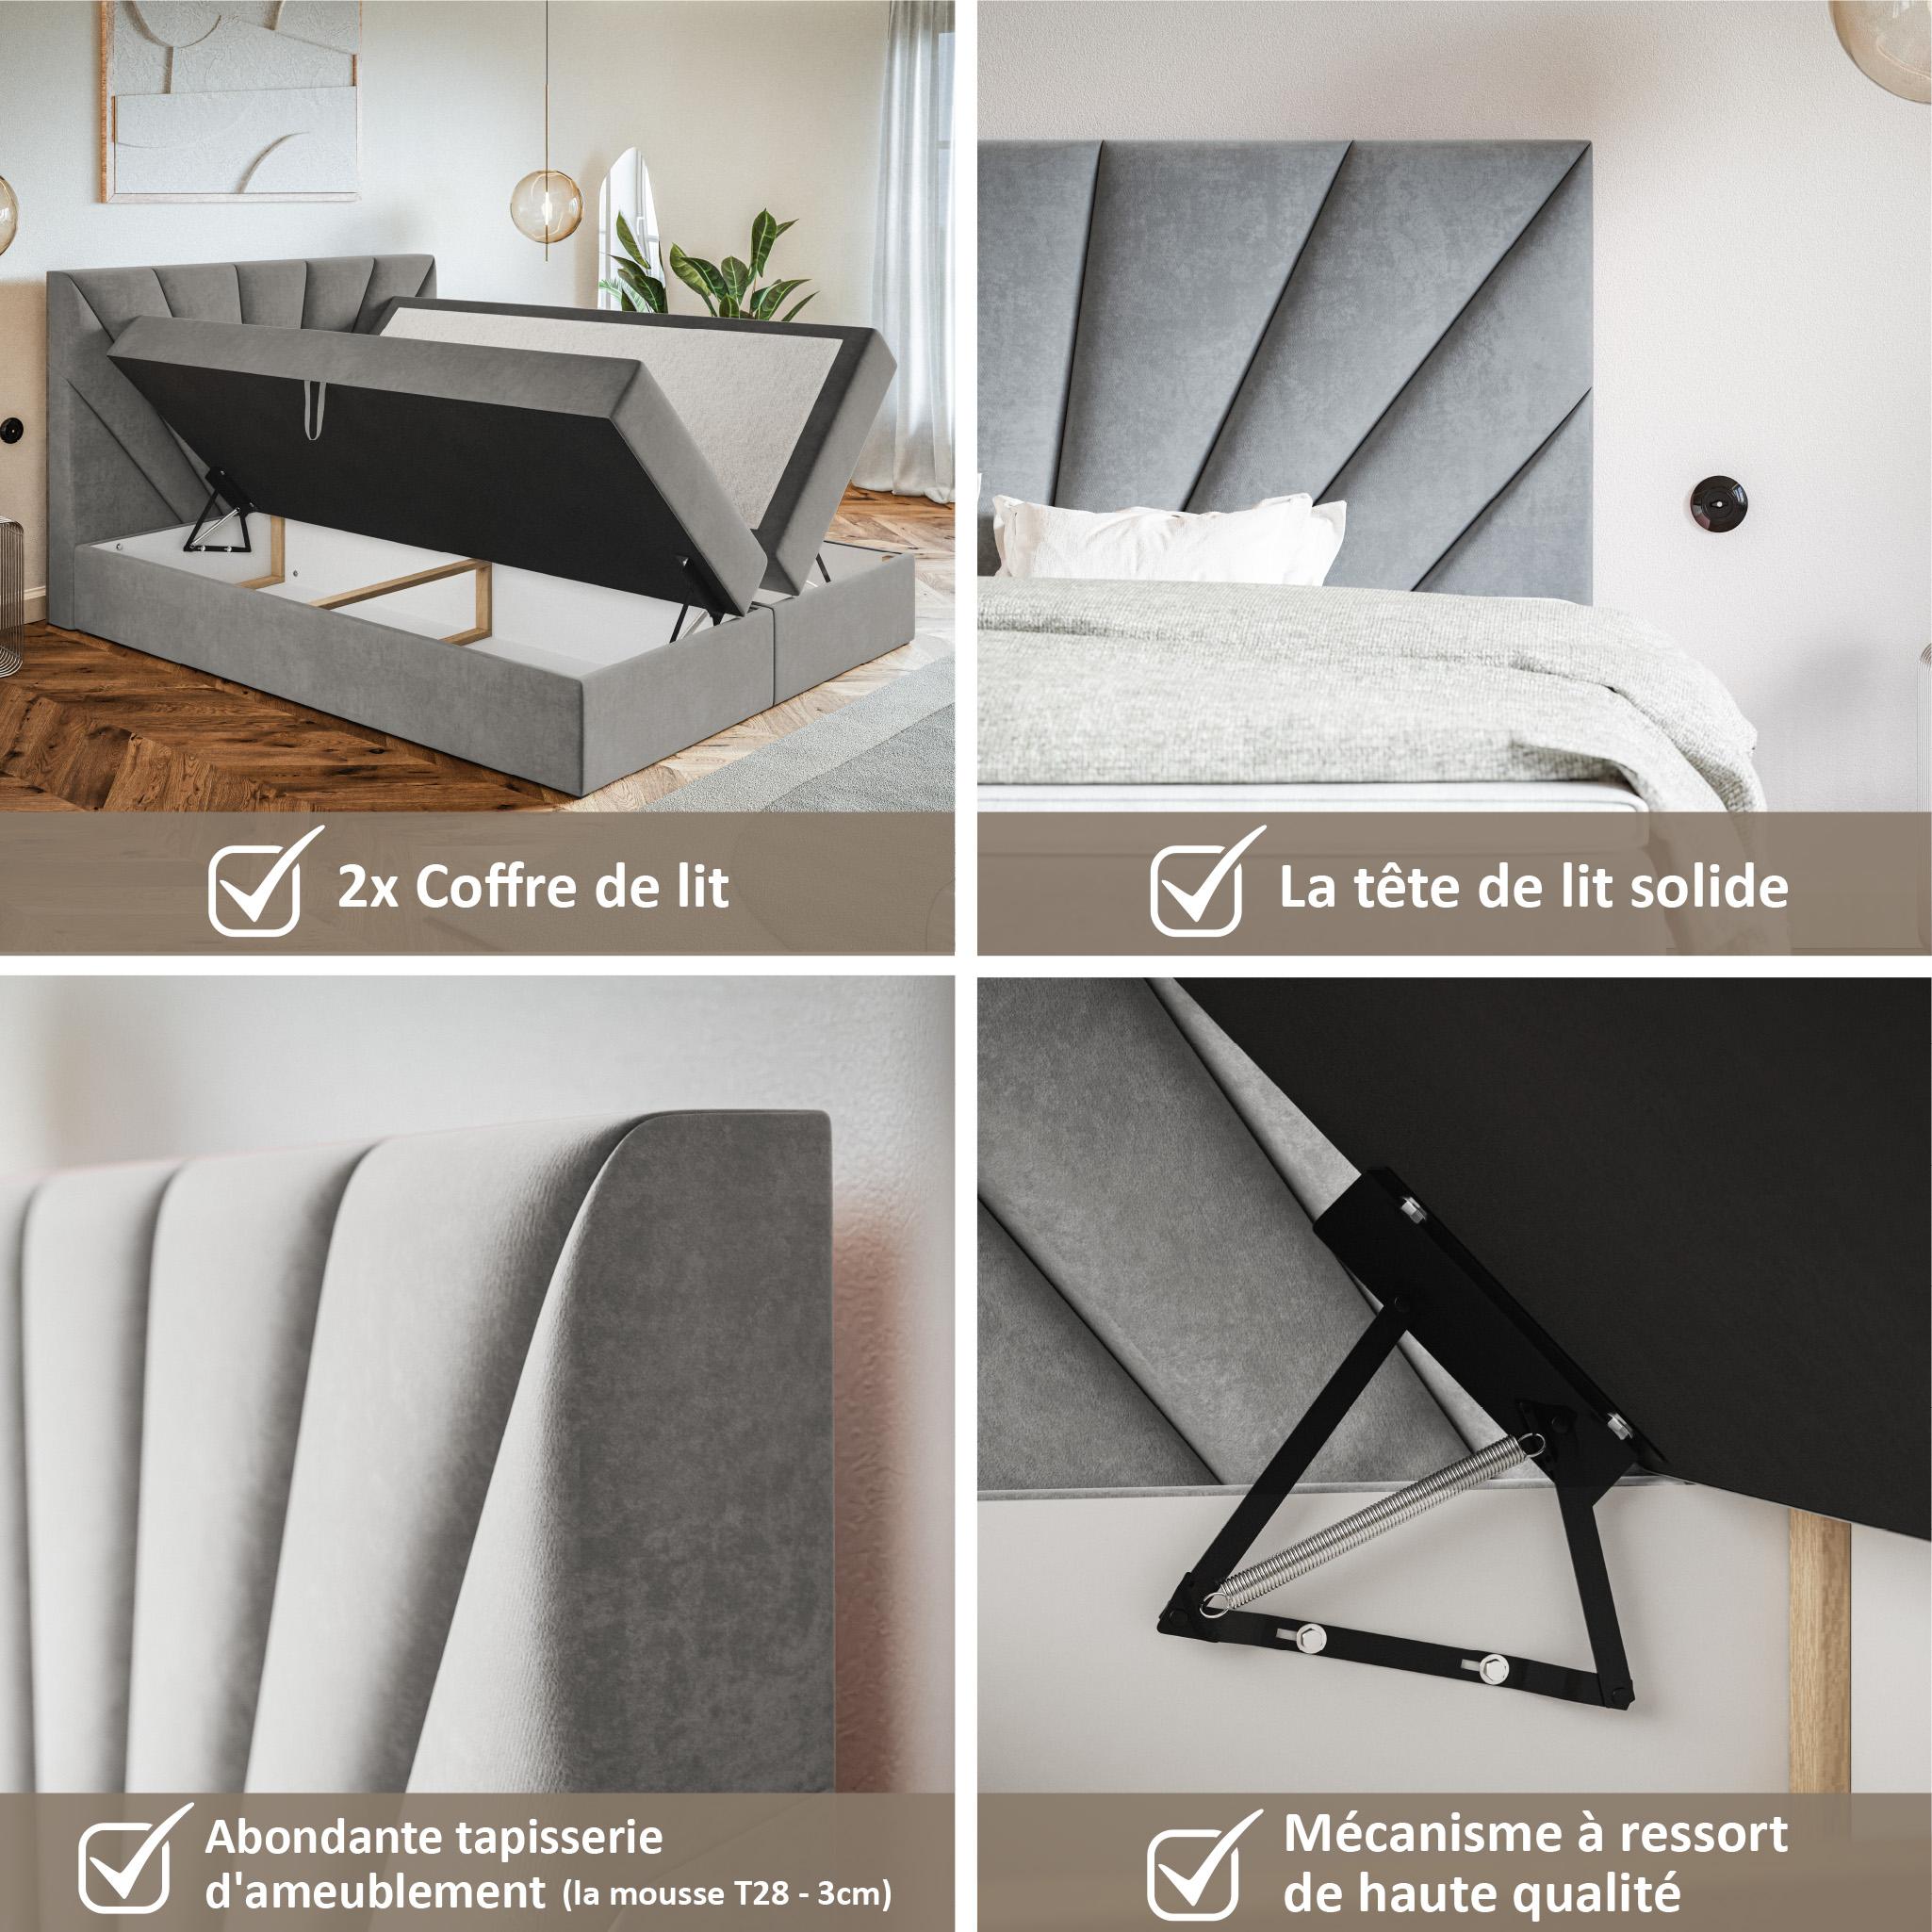 2x Coffre de lit
La tête de lit solide
Abondante tapisserie
d'ameublement (la mousse T28 - 3cm)
Mécanisme à ressort
de haute qualité